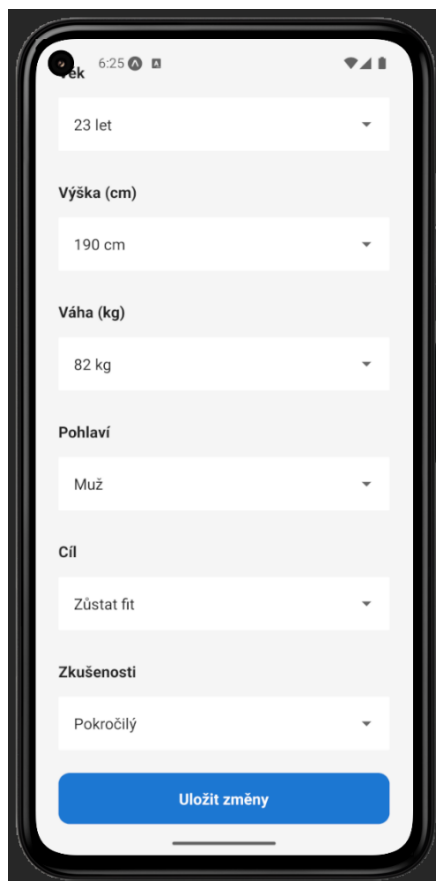 6:25
23 let
Výška (cm)
190 cm
Váha (kg)
82 kg
Pohlaví
Muž
Cíl
Zůstat fit
Zkušenosti
Pokročilý
Uložit změny